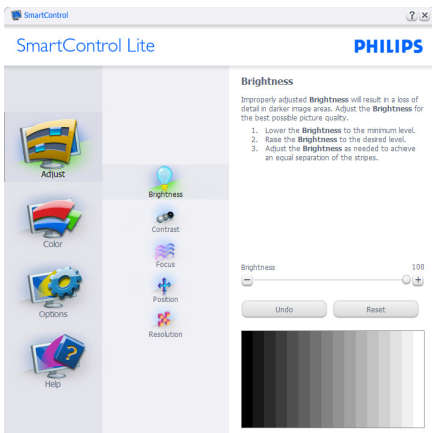 SmartControl
?
×
SmartControl Lite
PHILIPS
Adjust
Color
Options
Help
Brightness
Contrast
Focus
Position
Resolution
Brightness
Improperly adjusted Brightness will result in a loss of
detail in darker image areas. Adjust the Brightness for
the best possible picture quality.
1. Lower the Brightness to the minimum level.
2. Raise the Brightness to the desired level.
3. Adjust the Brightness as needed to achieve
an equal separation of the stripes.
Brightness 100
Undo Reset